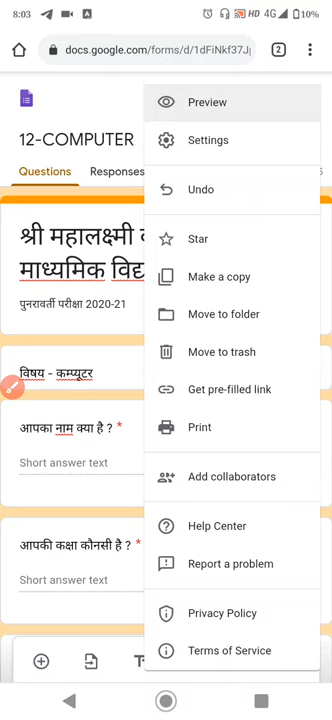 8:03 A HD 4G 10%
docs.google.com/forms/d/1dFiNkf37J 2
12-COMPUTER
Questions Responses
श्री महालक्ष्मी
माध्यमिक विद्य
पुनरावर्ती परीक्षा 2020-21
विषय - कम्प्यूटर
आपका नाम क्या है ? *
Short answer text
आपकी कक्षा कौनसी है ? *
Short answer text
Preview
Settings
Undo
Star
Make a copy
Move to folder
Move to trash
Get pre-filled link
Print
Add collaborators
Help Center
Report a problem
Privacy Policy
Terms of Service